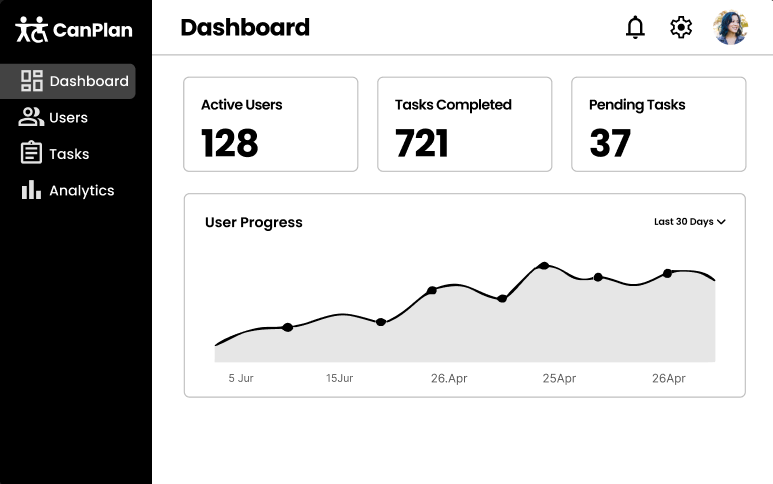 CanPlan
Dashboard
Users
Tasks
Analytics
Dashboard
Active Users
128
Tasks Completed
721
Pending Tasks
37
User Progress
Last 30 Days
5 Jur
15Jur
26.Apr
25Apr
26Apr